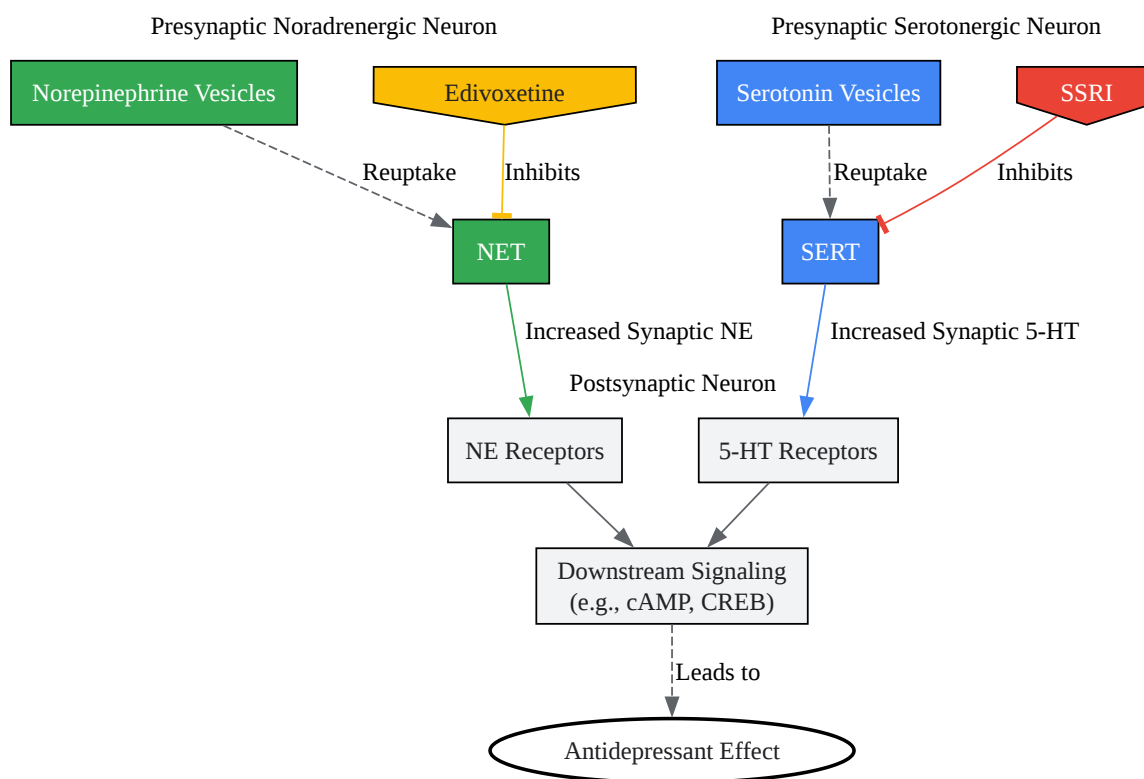 Presynaptic Noradrenergic Neuron
Presynaptic Serotonergic Neuron
Norepinephrine Vesicles
Edivoxetine
Serotonin Vesicles
SSRI
Reuptake
Inhibits
Reuptake
Inhibits
NET
SERT
Increased Synaptic NE
Increased Synaptic 5-HT
Postsynaptic Neuron
NE Receptors
5-HT Receptors
Downstream Signaling
(e.g., cAMP, CREB)
Leads to
Antidepressant Effect